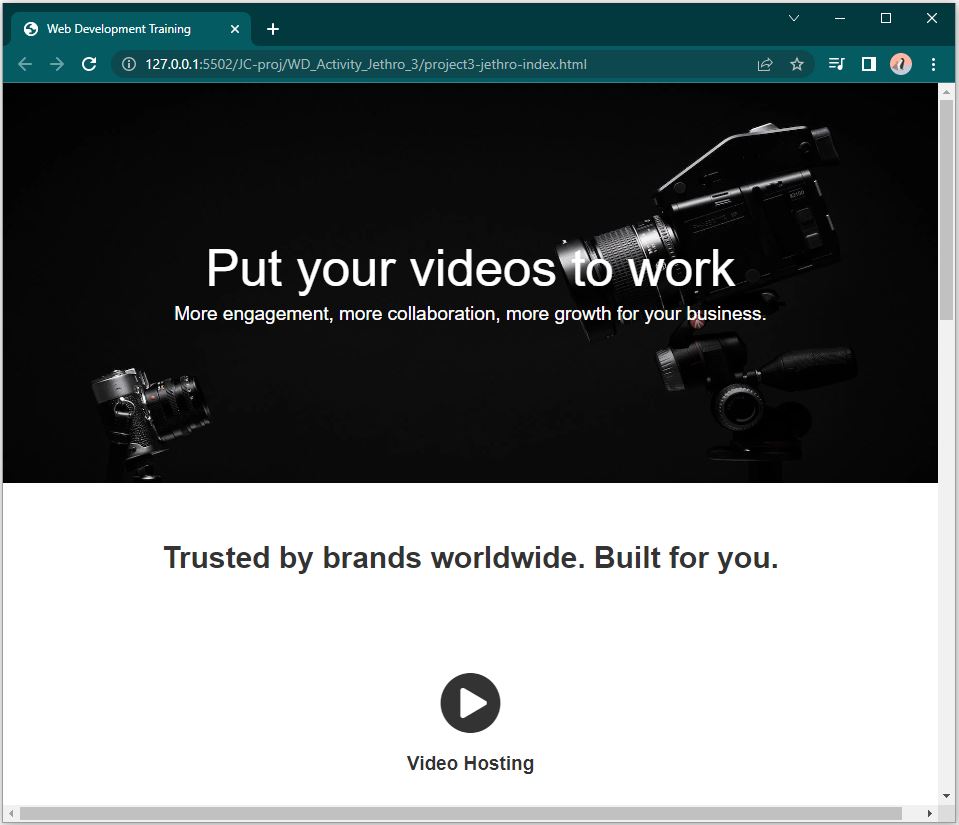 Web Development Training
127.0.0.1:5502/JC-proj/WD_Activity_Jethro_3/project3-jethro-index.html
Put your videos to work
More engagement, more collaboration, more growth for your business.
Trusted by brands worldwide. Built for you.
Video Hosting